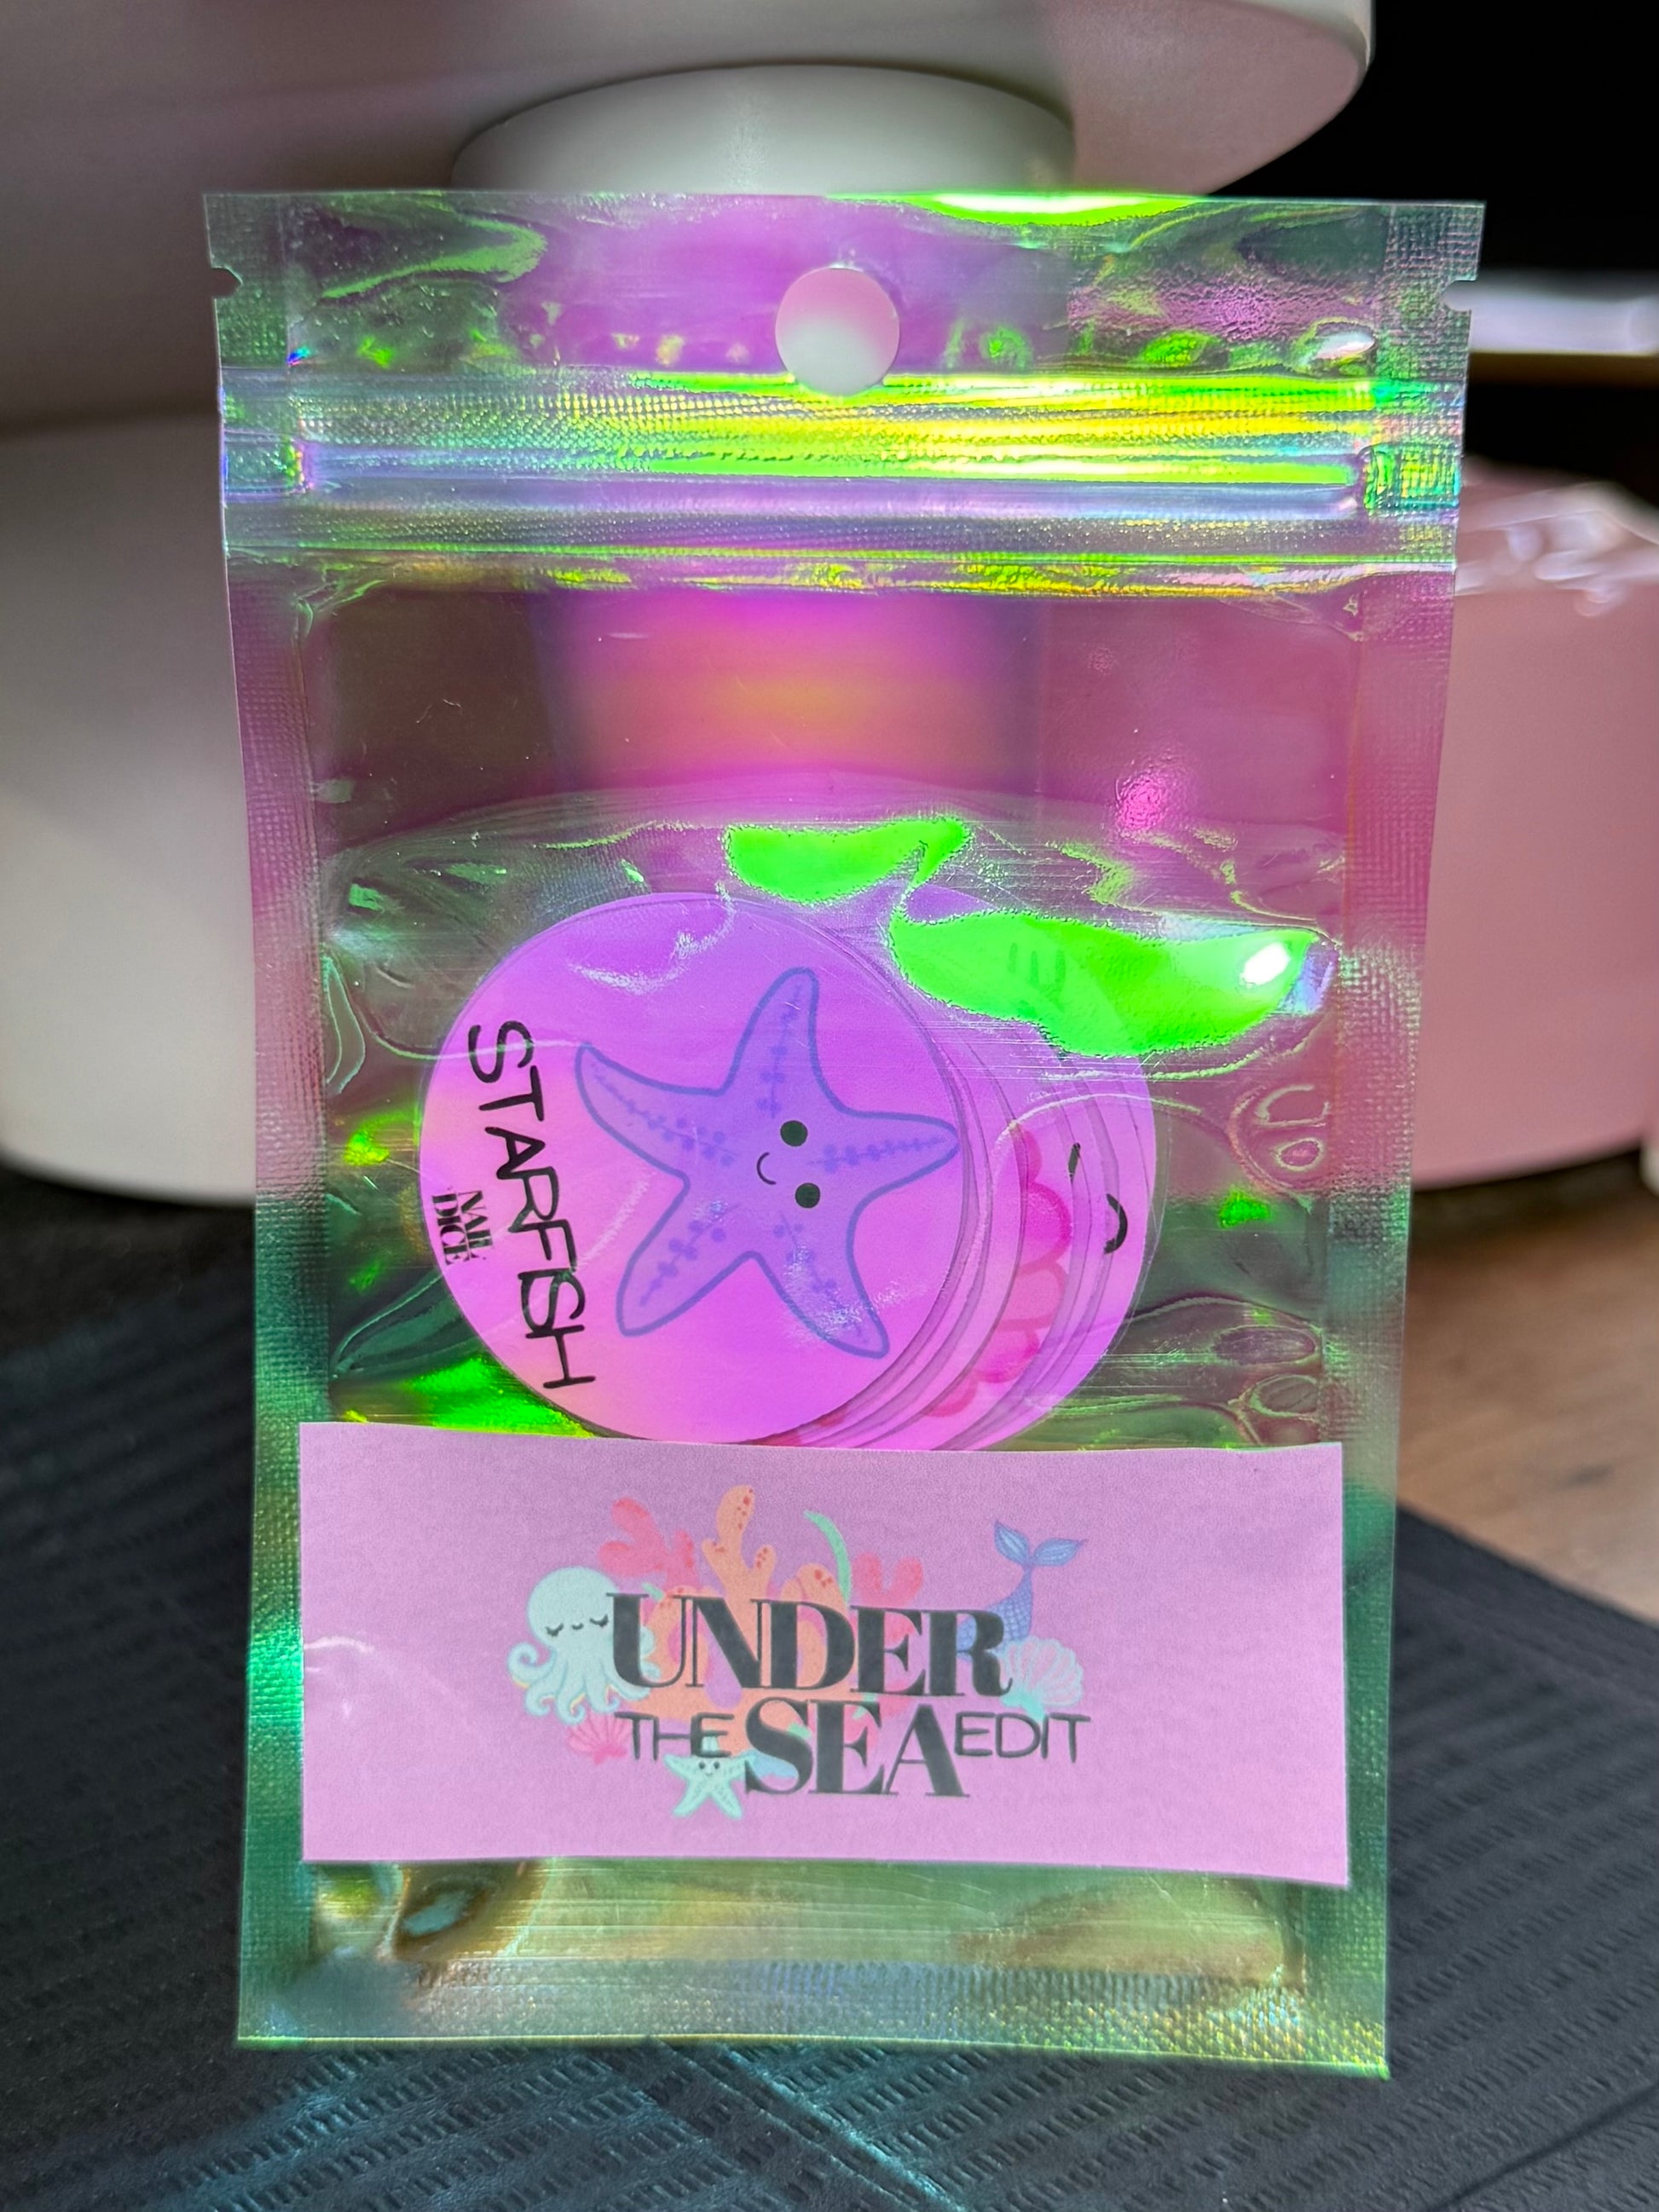 STARFISH
NAIL
DICE
UNDER
THE SEA EDIT